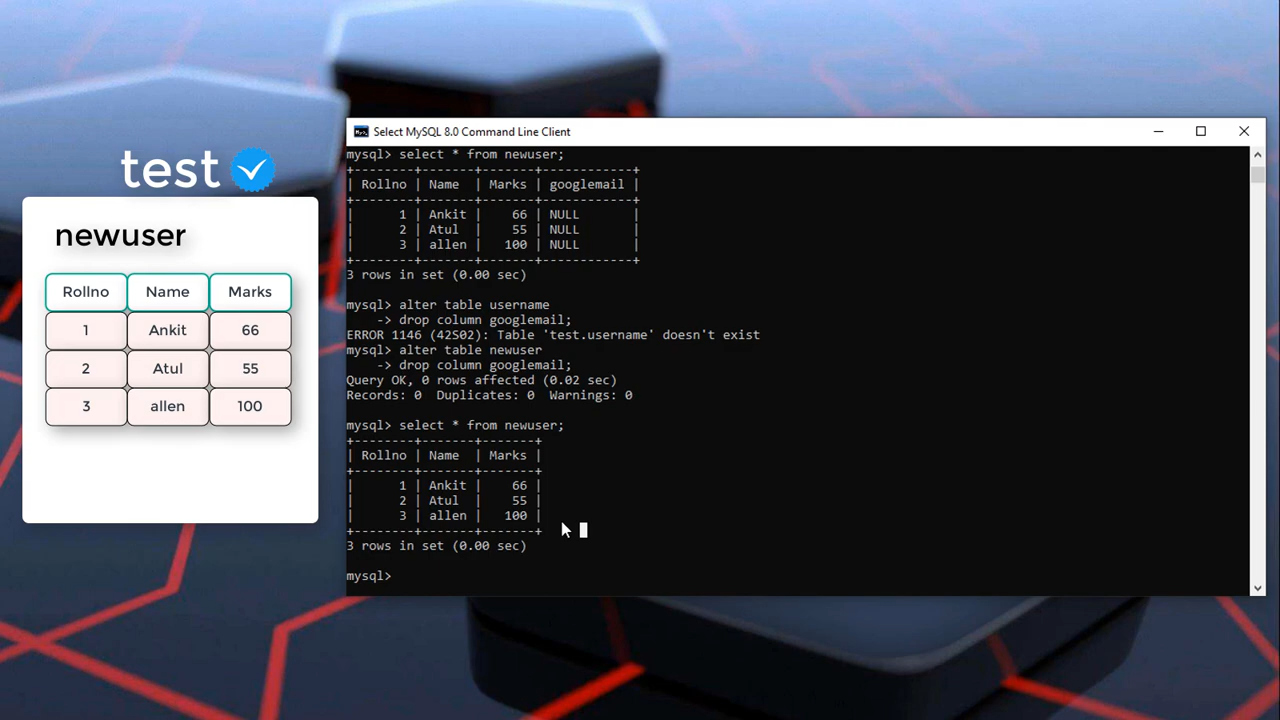 test
newuser
Rollno Name Marks
1 Ankit 66
2 Atul 55
3 allen 100
Select MySQL 8.0 Command Line Client
mysql> select * from newuser;
+--------+-------+-------+------------+
| Rollno | Name  | Marks | googlemail |
+--------+-------+-------+------------+
|      1 | Ankit |    66 | NULL       |
|      2 | Atul  |    55 | NULL       |
|      3 | allen |   100 | NULL       |
+--------+-------+-------+------------+
3 rows in set (0.00 sec)
mysql> alter table username
    -> drop column googlemail;
ERROR 1146 (42S02): Table 'test.username' doesn't exist
mysql> alter table newuser
    -> drop column googlemail;
Query OK, 0 rows affected (0.02 sec)
Records: 0  Duplicates: 0  Warnings: 0
mysql> select * from newuser;
+--------+-------+-------+
| Rollno | Name  | Marks |
+--------+-------+-------+
|      1 | Ankit |    66 |
|      2 | Atul  |    55 |
|      3 | allen |   100 |
+--------+-------+-------+
3 rows in set (0.00 sec)
mysql>